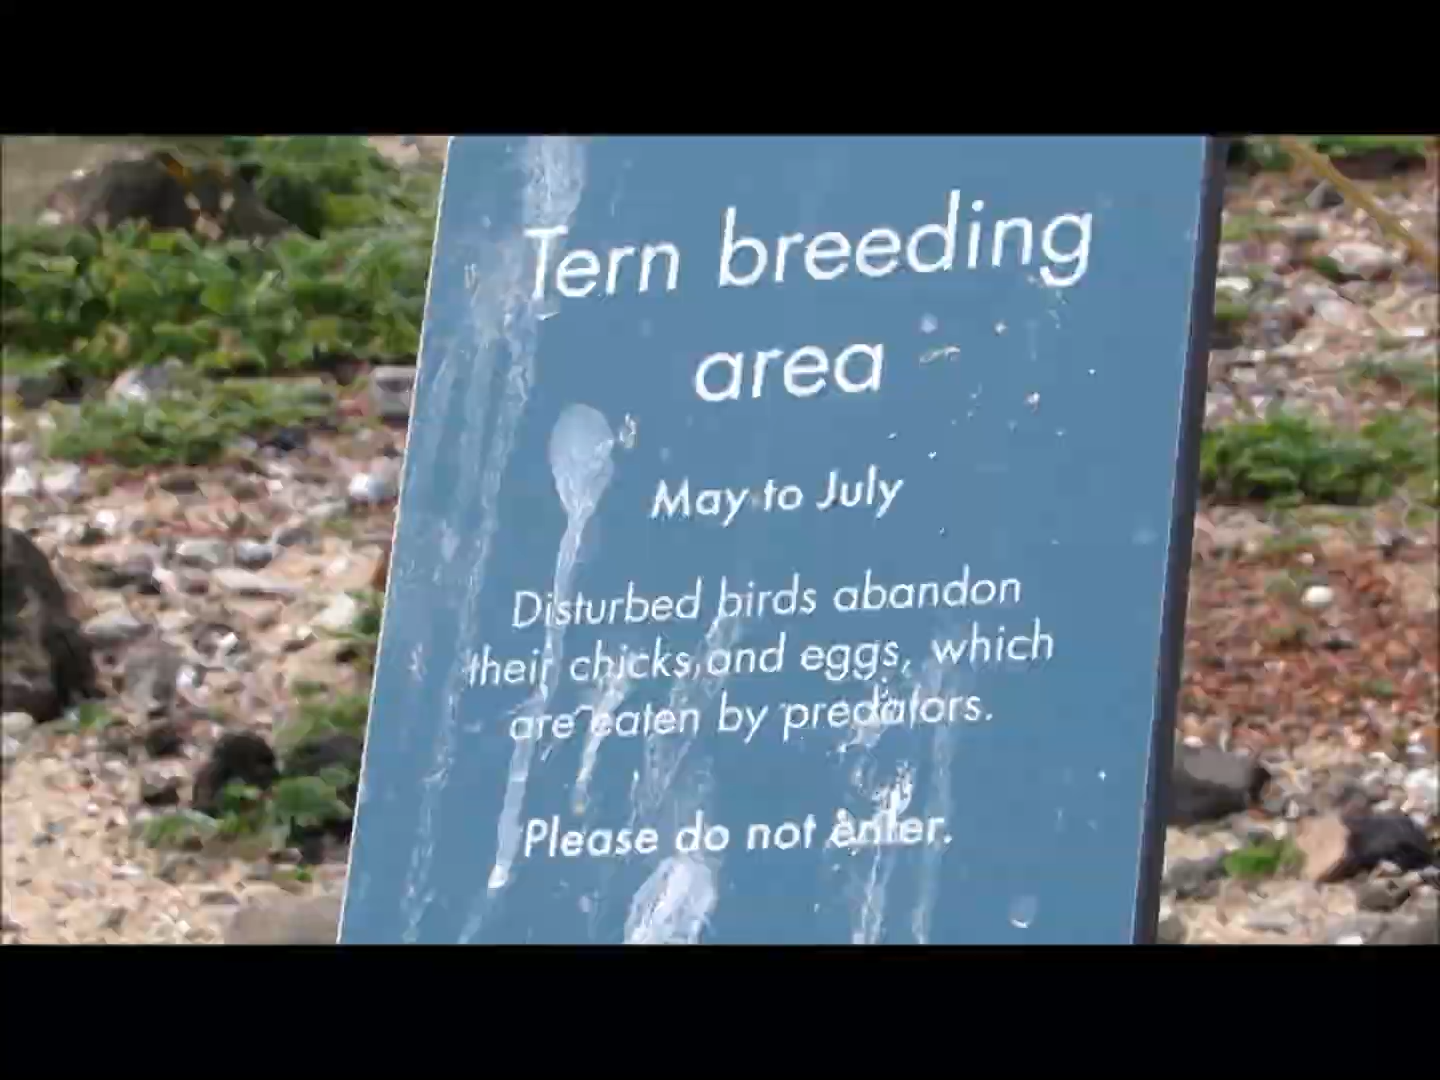 Tern breeding
area
May to July
Disturbed birds abandon
their chicks and eggs, which
are eaten by predators.
Please do not enter.